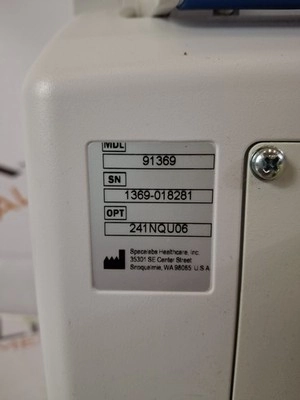 MDL
91369
SN
1369-018281
OPT
241NQU06
Spacelabs Healthcare, Inc.
35301 SE Center Street
Snoqualmie, WA 98065 U.S.A